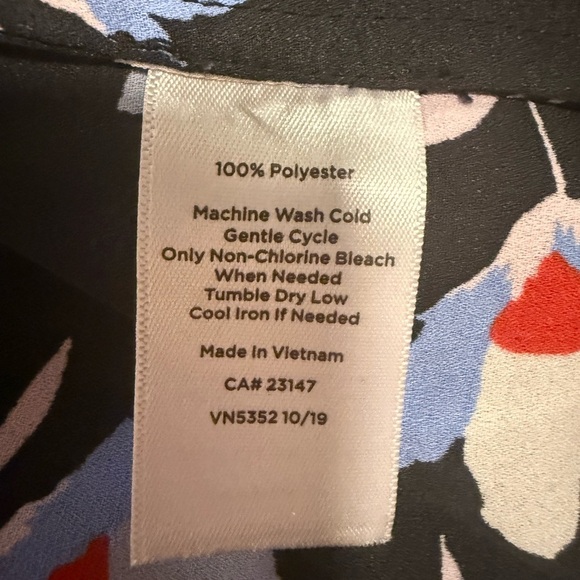 100% Polyester
Machine Wash Cold
Gentle Cycle
Only Non-Chlorine Bleach
When Needed
Tumble Dry Low
Cool Iron If Needed
Made In Vietnam
CA# 23147
VN5352 10/19